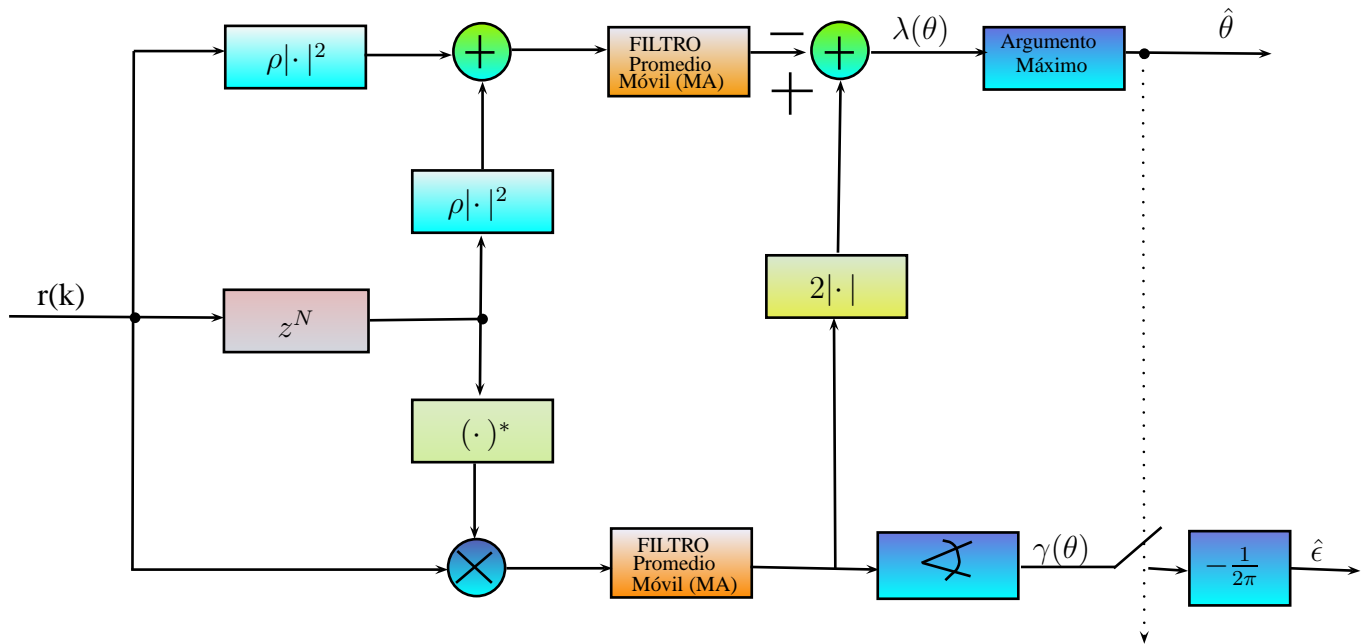 ρ|·|²
+
FILTRO
Promedio
Móvil (MA)
−
+
+
λ(θ)
Argumento
Máximo
θ̂
ρ|·|²
r(k)
z^N
2|·|
(·)*
×
FILTRO
Promedio
Móvil (MA)
∢
γ(θ)
−1/2π
ε̂